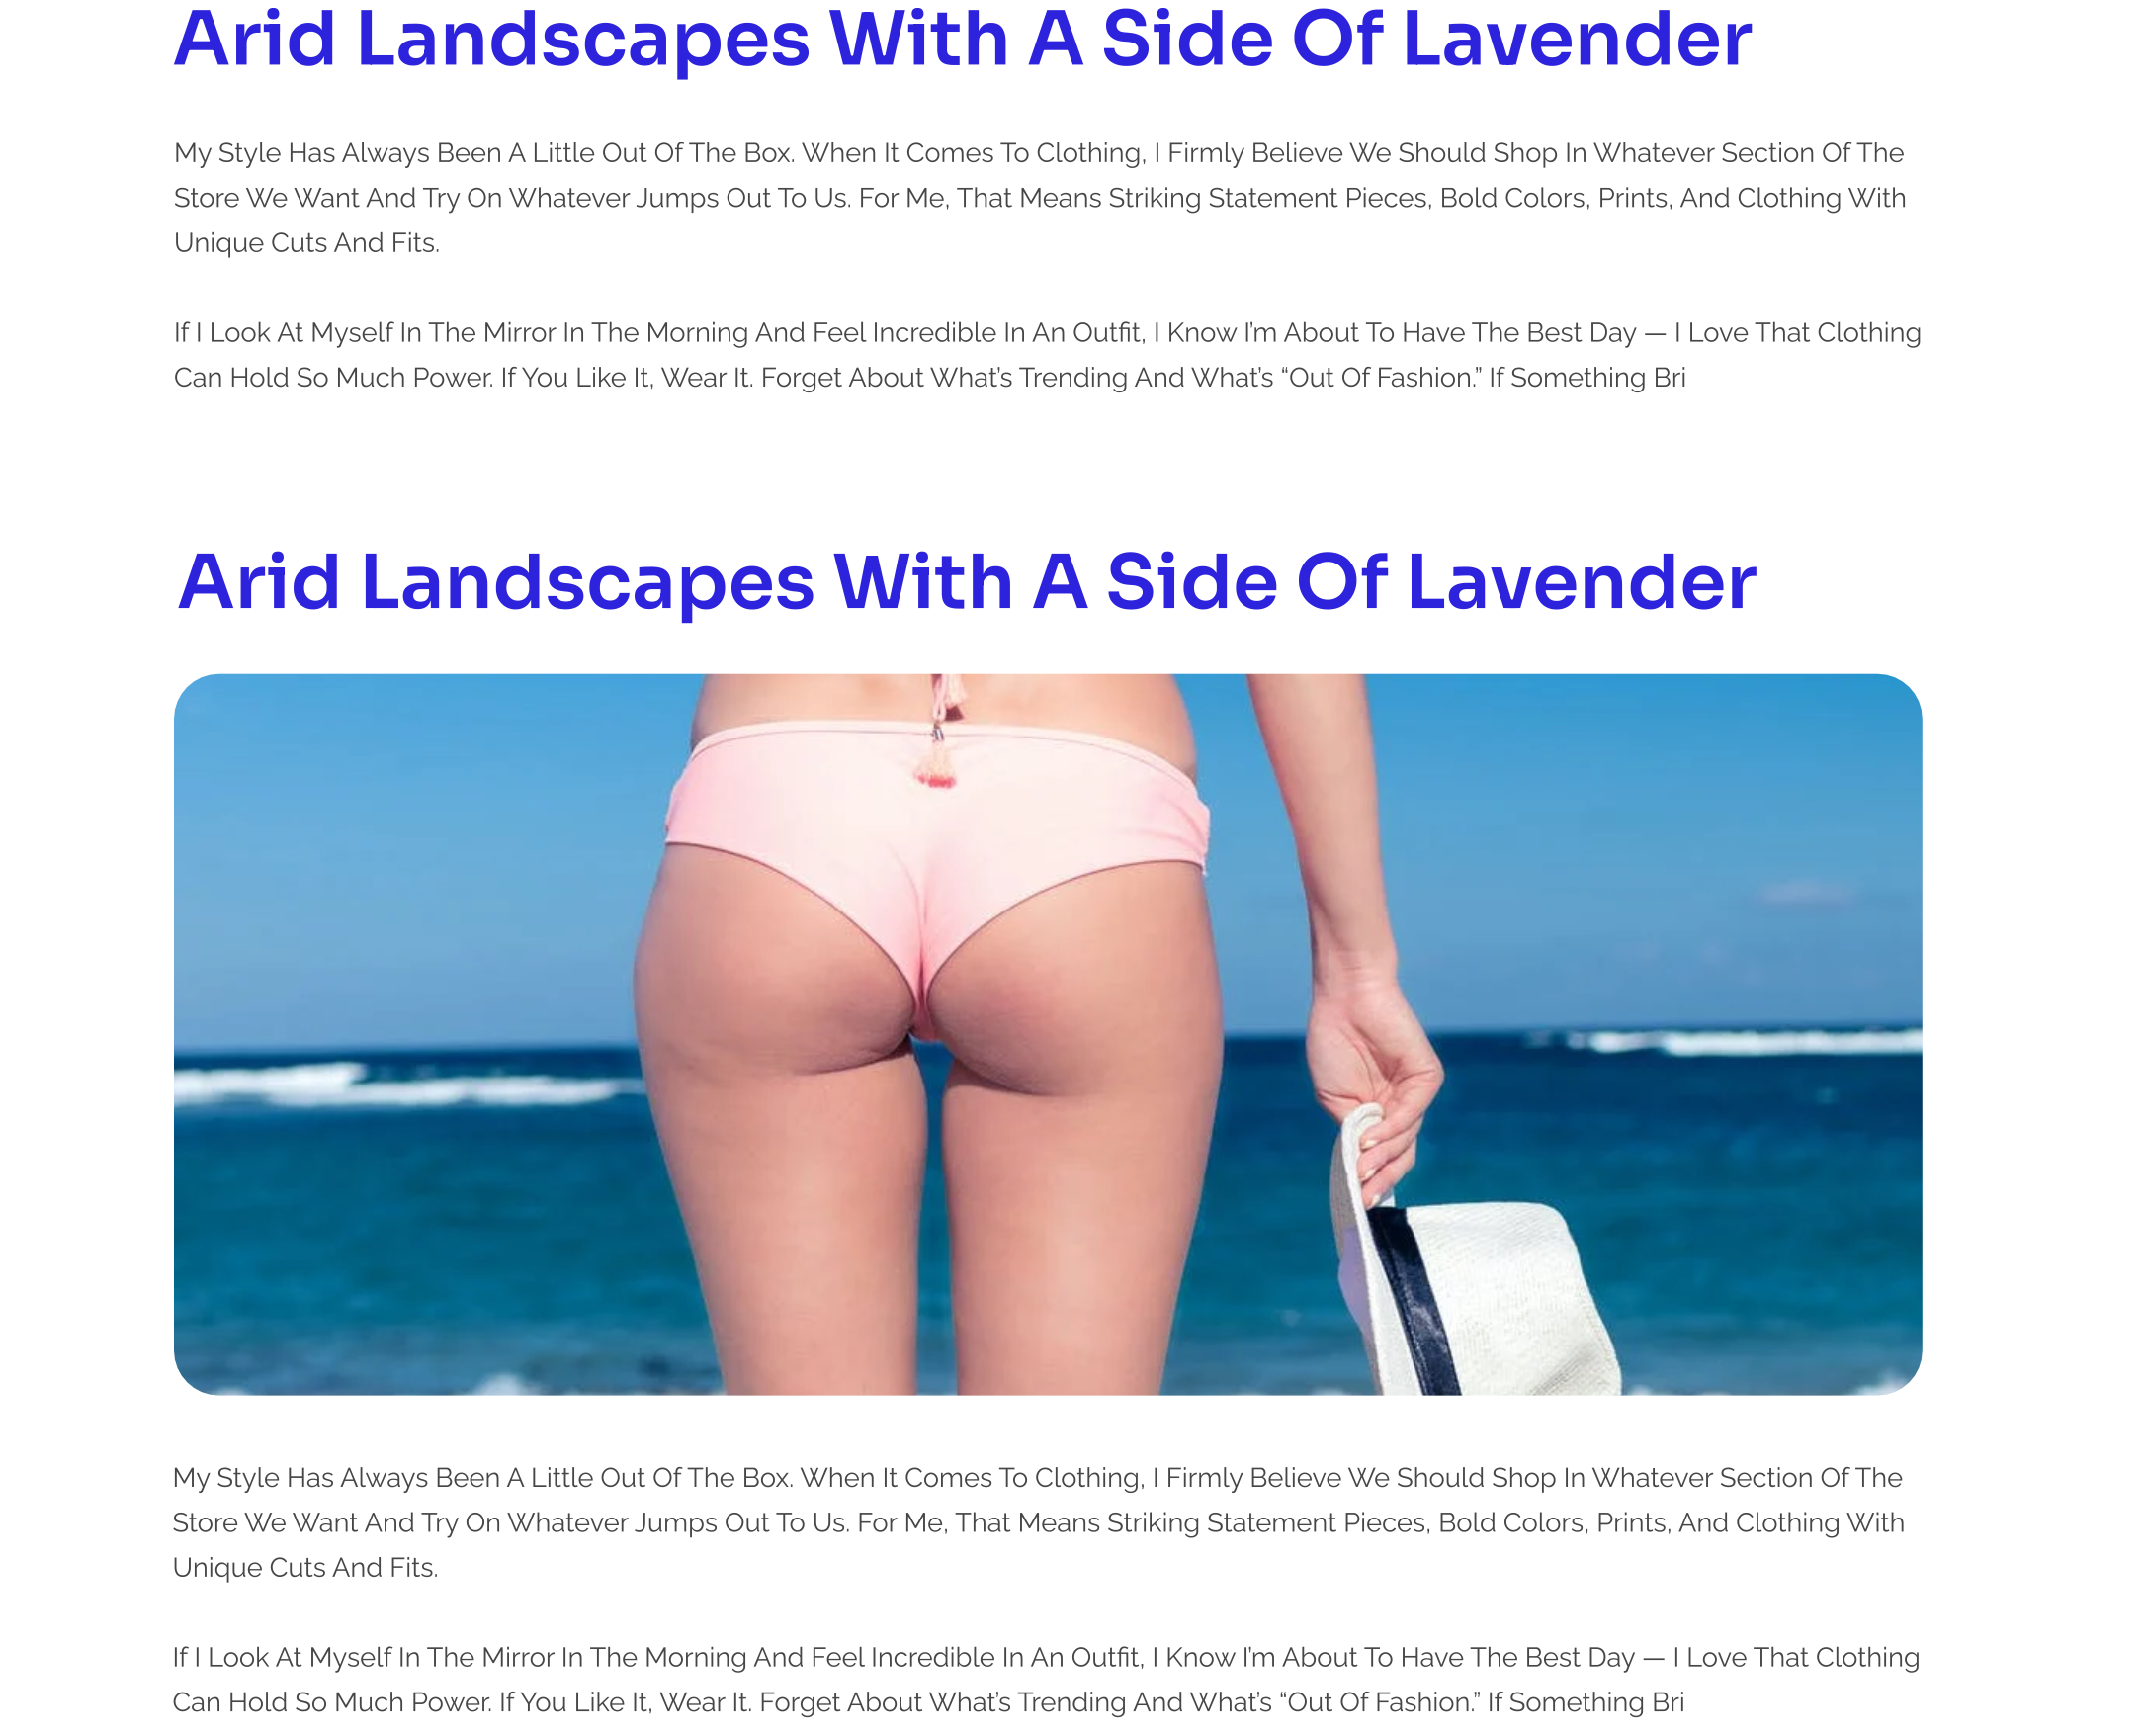 Arid Landscapes With A Side Of Lavender
My Style Has Always Been A Little Out Of The Box. When It Comes To Clothing, I Firmly Believe We Should Shop In Whatever Section Of The
Store We Want And Try On Whatever Jumps Out To Us. For Me, That Means Striking Statement Pieces, Bold Colors, Prints, And Clothing With
Unique Cuts And Fits.
If I Look At Myself In The Mirror In The Morning And Feel Incredible In An Outfit, I Know I’m About To Have The Best Day — I Love That Clothing
Can Hold So Much Power. If You Like It, Wear It. Forget About What’s Trending And What’s “Out Of Fashion.” If Something Bri
Arid Landscapes With A Side Of Lavender
My Style Has Always Been A Little Out Of The Box. When It Comes To Clothing, I Firmly Believe We Should Shop In Whatever Section Of The
Store We Want And Try On Whatever Jumps Out To Us. For Me, That Means Striking Statement Pieces, Bold Colors, Prints, And Clothing With
Unique Cuts And Fits.
If I Look At Myself In The Mirror In The Morning And Feel Incredible In An Outfit, I Know I’m About To Have The Best Day — I Love That Clothing
Can Hold So Much Power. If You Like It, Wear It. Forget About What’s Trending And What’s “Out Of Fashion.” If Something Bri